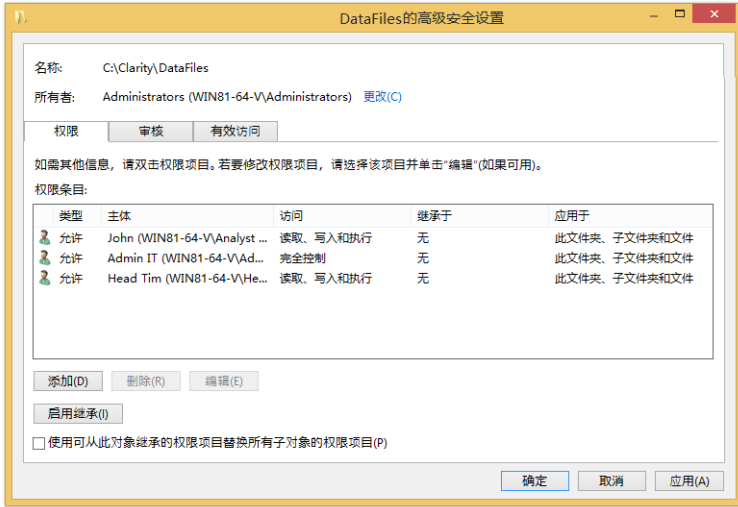 DataFiles的高级安全设置
名称: C:\Clarity\DataFiles
所有者: Administrators (WIN81-64-V\Administrators) 更改(C)
权限 审核 有效访问
如需其他信息，请双击权限项目。若要修改权限项目，请选择该项目并单击“编辑”(如果可用)。
权限条目:
类型 主体 访问 继承于 应用于
允许 John (WIN81-64-V\Analyst ... 读取、写入和执行 无 此文件夹、子文件夹和文件
允许 Admin IT (WIN81-64-V\Ad... 完全控制 无 此文件夹、子文件夹和文件
允许 Head Tim (WIN81-64-V\He... 读取、写入和执行 无 此文件夹、子文件夹和文件
添加(D) 删除(R) 编辑(E)
启用继承(I)
使用可从此对象继承的权限项目替换所有子对象的权限项目(P)
确定 取消 应用(A)